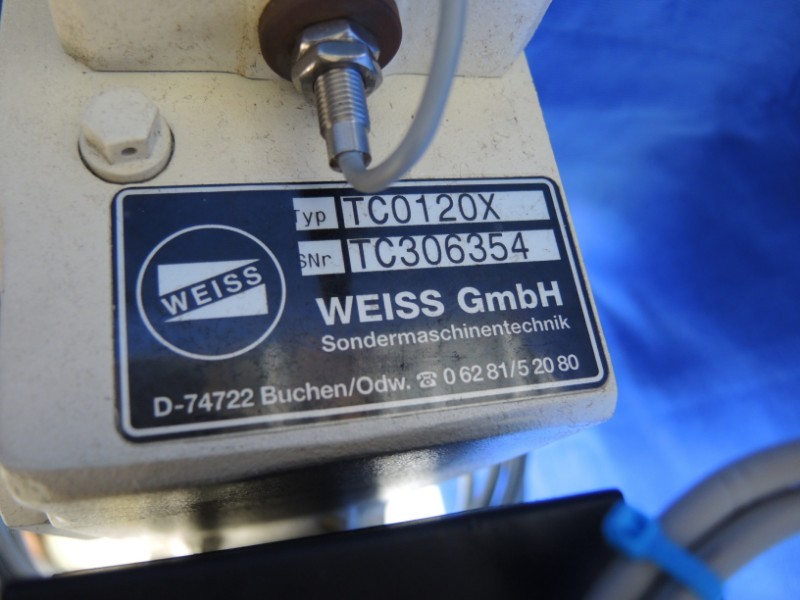 Typ TC0120X
SNr TC306354
WEISS
WEISS GmbH
Sondermaschinentechnik
D-74722 Buchen/Odw. ☎ 0 62 81/5 20 80